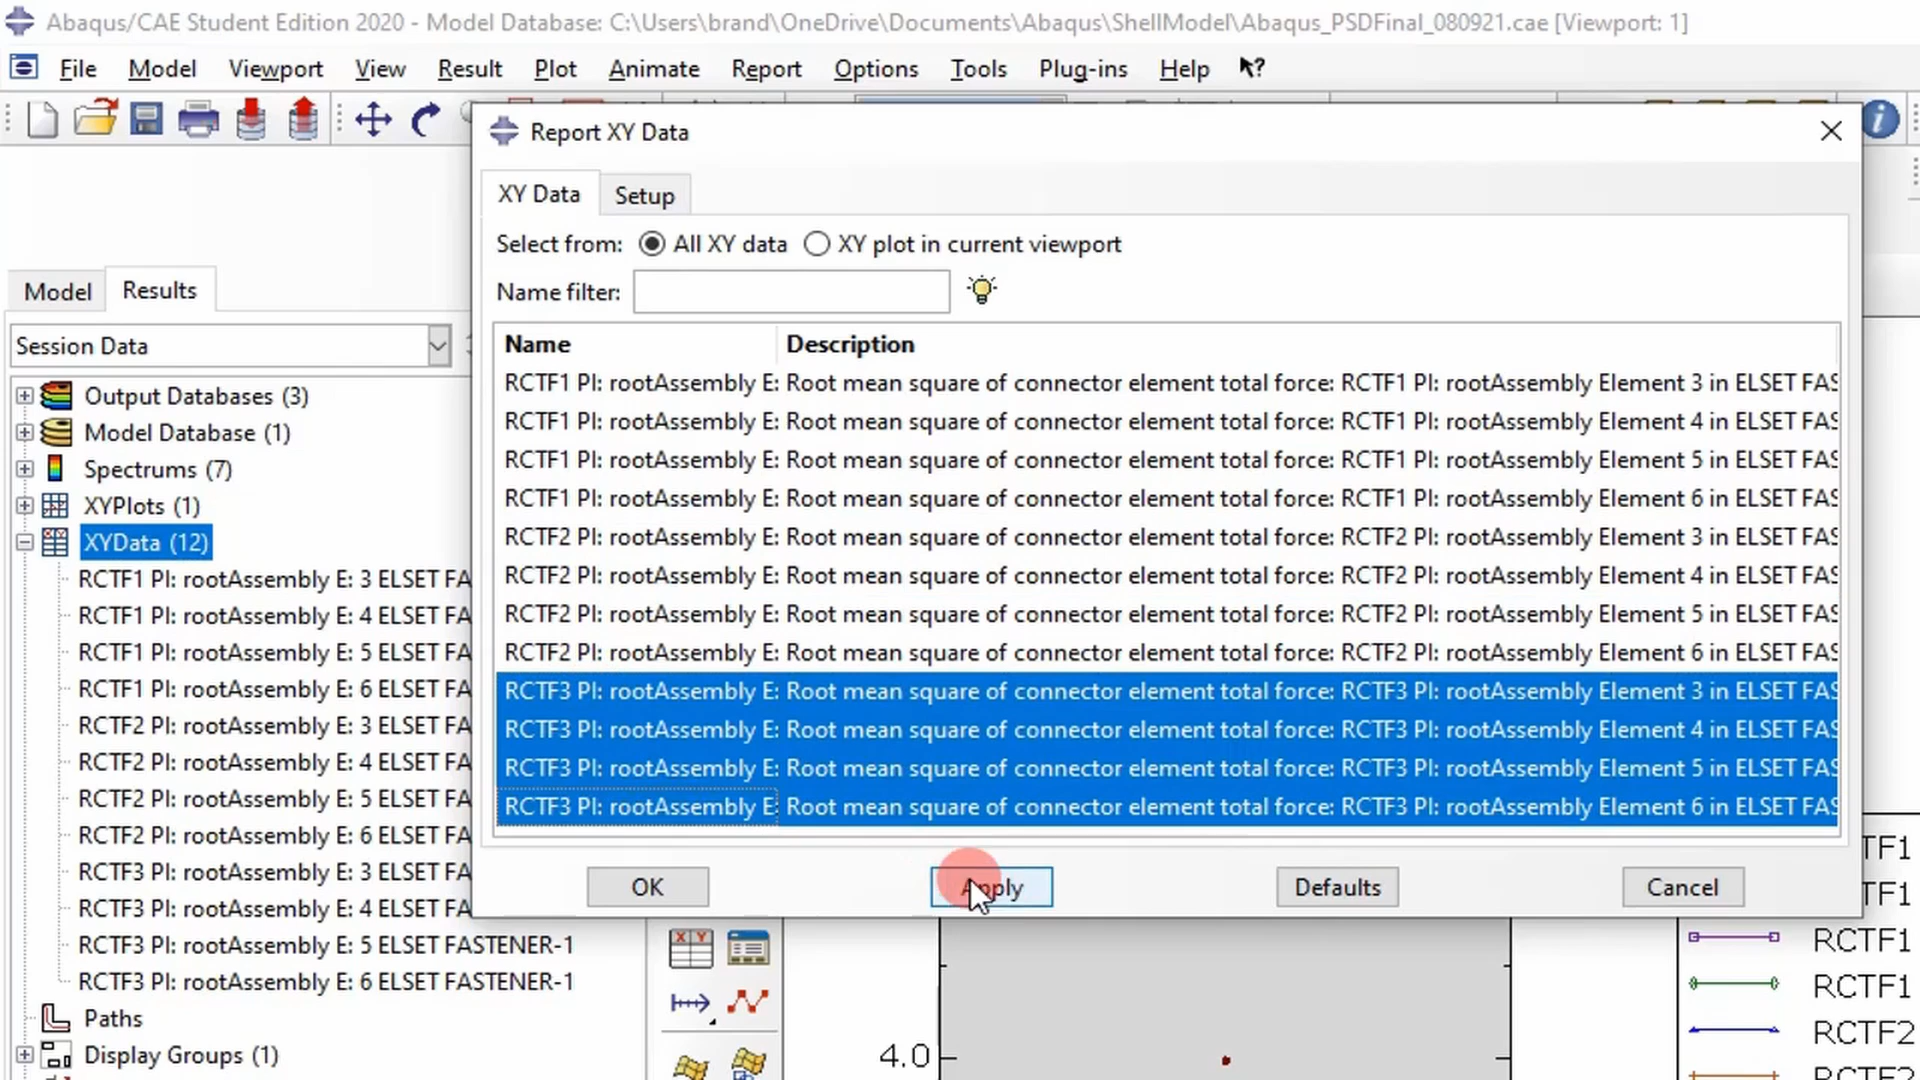 Abaqus/CAE Student Edition 2020 - Model Database: C:\Users\brand\OneDrive\Documents\Abaqus\ShellModel\Abaqus_PSDFinal_080921.cae [Viewport: 1]
File Model Viewport View Result Plot Animate Report Options Tools Plug-ins Help
Report XY Data
XY Data Setup
Select from: All XY data XY plot in current viewport
Name filter:
Name Description
RCTF1 PI: rootAssembly E: Root mean square of connector element total force: RCTF1 PI: rootAssembly Element 3 in ELSET FAS
RCTF1 PI: rootAssembly E: Root mean square of connector element total force: RCTF1 PI: rootAssembly Element 4 in ELSET FAS
RCTF1 PI: rootAssembly E: Root mean square of connector element total force: RCTF1 PI: rootAssembly Element 5 in ELSET FAS
RCTF1 PI: rootAssembly E: Root mean square of connector element total force: RCTF1 PI: rootAssembly Element 6 in ELSET FAS
RCTF2 PI: rootAssembly E: Root mean square of connector element total force: RCTF2 PI: rootAssembly Element 3 in ELSET FAS
RCTF2 PI: rootAssembly E: Root mean square of connector element total force: RCTF2 PI: rootAssembly Element 4 in ELSET FAS
RCTF2 PI: rootAssembly E: Root mean square of connector element total force: RCTF2 PI: rootAssembly Element 5 in ELSET FAS
RCTF2 PI: rootAssembly E: Root mean square of connector element total force: RCTF2 PI: rootAssembly Element 6 in ELSET FAS
RCTF3 PI: rootAssembly E: Root mean square of connector element total force: RCTF3 PI: rootAssembly Element 3 in ELSET FAS
RCTF3 PI: rootAssembly E: Root mean square of connector element total force: RCTF3 PI: rootAssembly Element 4 in ELSET FAS
RCTF3 PI: rootAssembly E: Root mean square of connector element total force: RCTF3 PI: rootAssembly Element 5 in ELSET FAS
RCTF3 PI: rootAssembly E: Root mean square of connector element total force: RCTF3 PI: rootAssembly Element 6 in ELSET FAS
OK Apply Defaults Cancel
Model Results
Session Data
Output Databases (3)
Model Database (1)
Spectrums (7)
XYPlots (1)
XYData (12)
RCTF1 PI: rootAssembly E: 3 ELSET FA
RCTF1 PI: rootAssembly E: 4 ELSET FA
RCTF1 PI: rootAssembly E: 5 ELSET FA
RCTF1 PI: rootAssembly E: 6 ELSET FA
RCTF2 PI: rootAssembly E: 3 ELSET FA
RCTF2 PI: rootAssembly E: 4 ELSET FA
RCTF2 PI: rootAssembly E: 5 ELSET FA
RCTF2 PI: rootAssembly E: 6 ELSET FA
RCTF3 PI: rootAssembly E: 3 ELSET FA
RCTF3 PI: rootAssembly E: 4 ELSET FA
RCTF3 PI: rootAssembly E: 5 ELSET FASTENER-1
RCTF3 PI: rootAssembly E: 6 ELSET FASTENER-1
Paths
Display Groups (1)
X Y
4.0
TF1
TF1
RCTF1
RCTF1
RCTF2
RCTF2